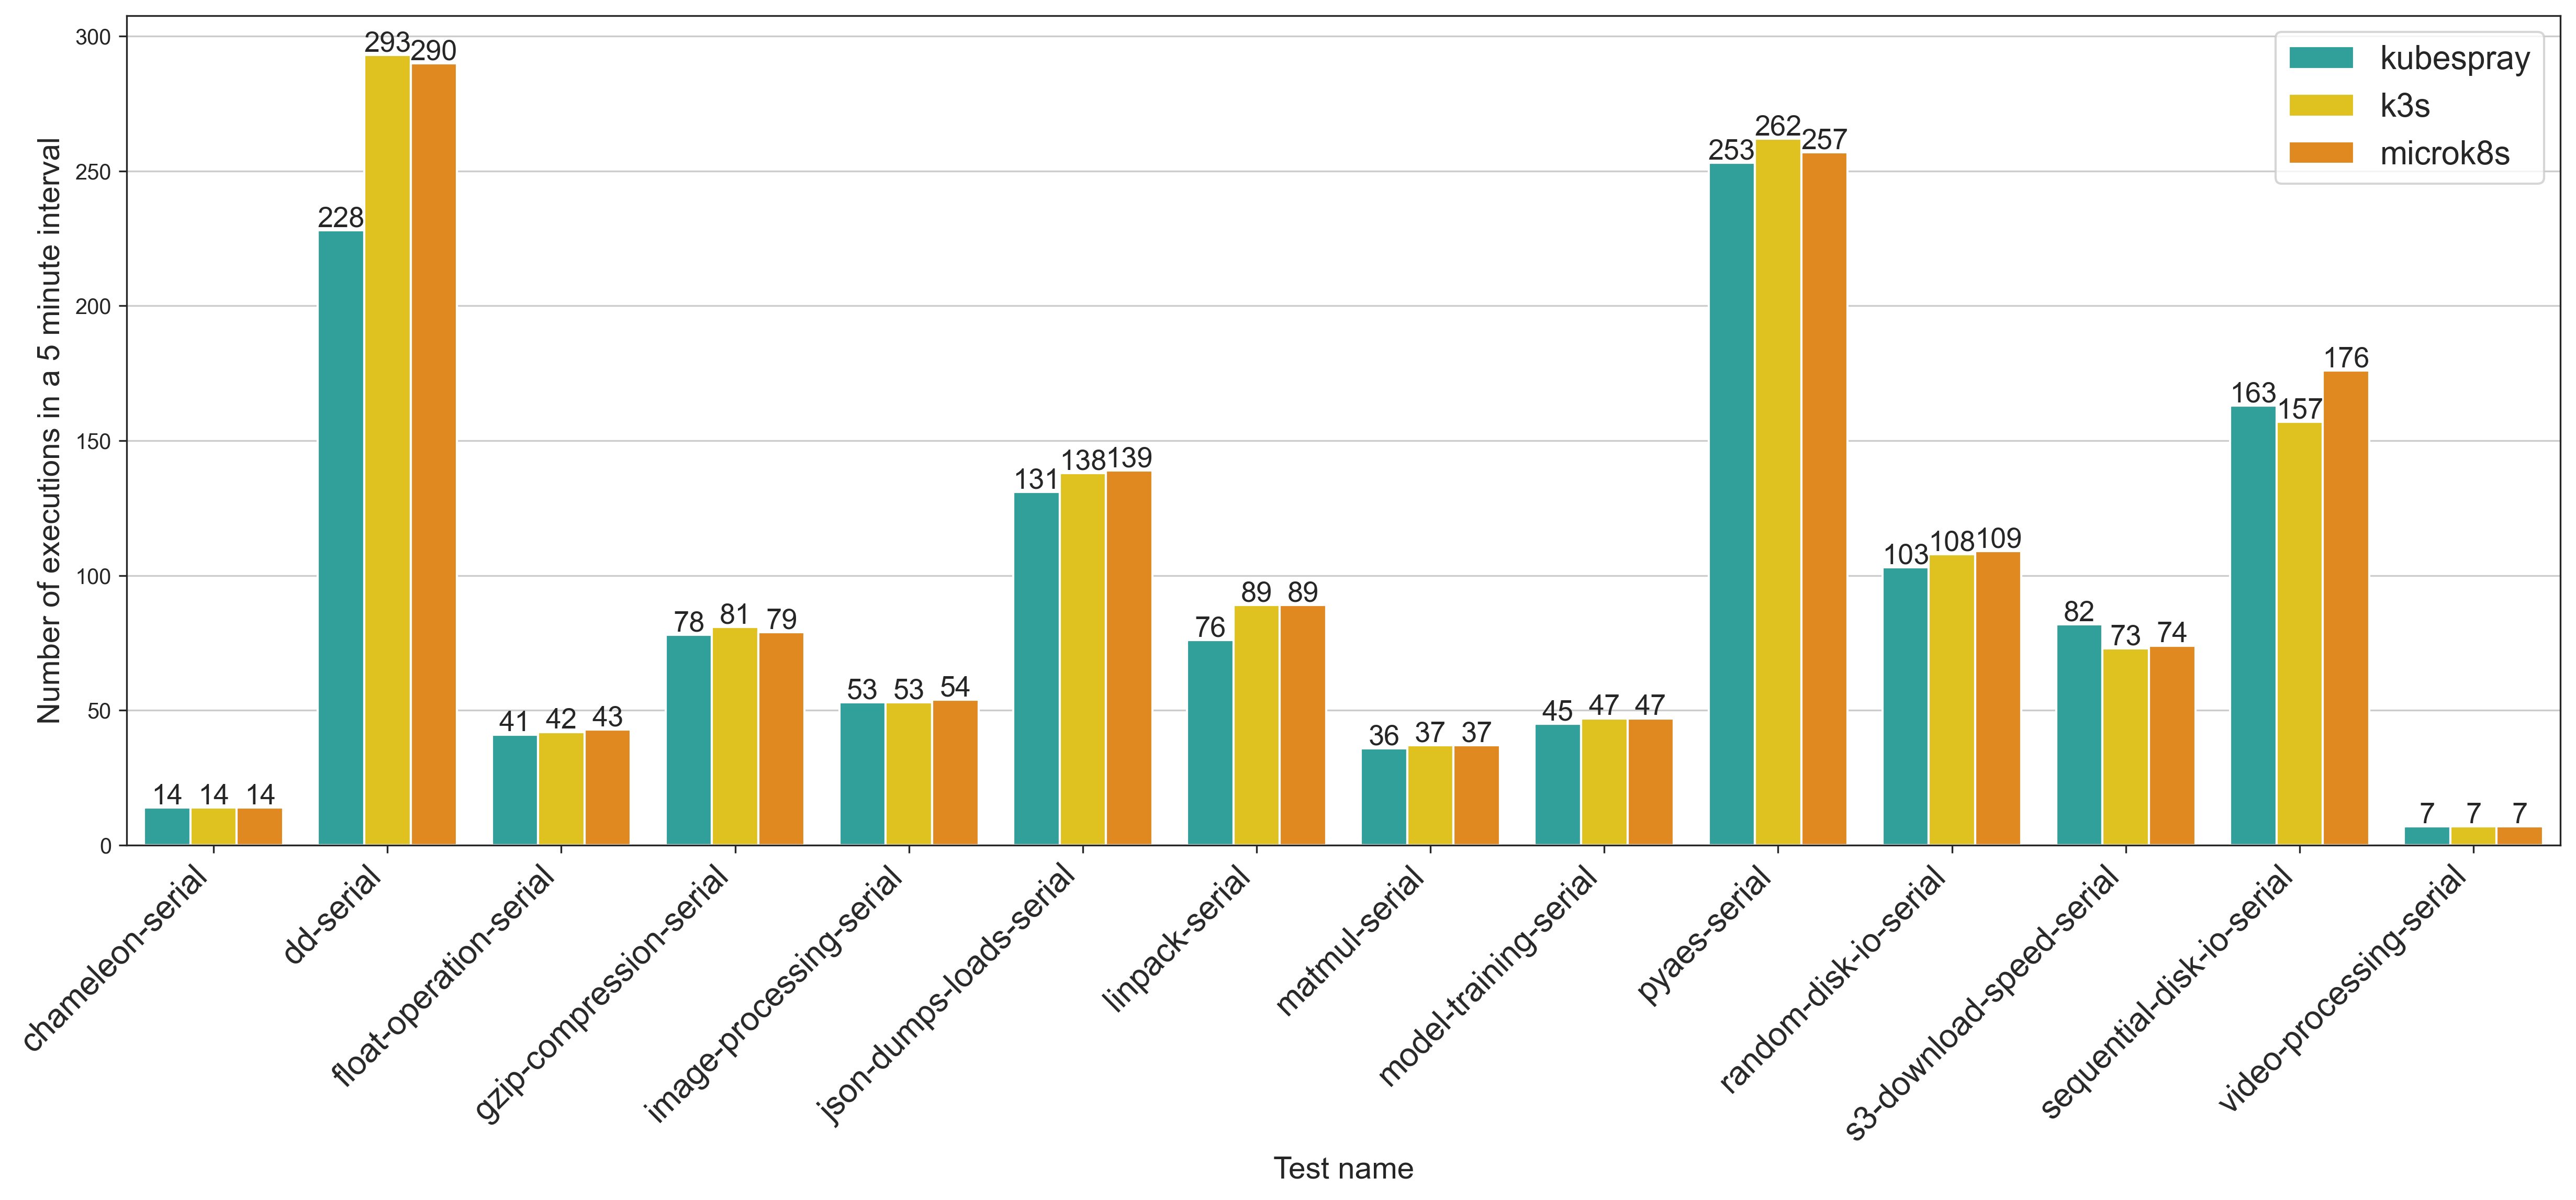 Number of executions in a 5 minute interval
300
250
200
150
100
50
0
kubespray
k3s
microk8s
14 14 14
228 293 290
41 42 43
78 81 79
53 53 54
131 138 139
76 89 89
36 37 37
45 47 47
253 262 257
103 108 109
82 73 74
163 157 176
7 7 7
chameleon-serial
dd-serial
float-operation-serial
gzip-compression-serial
image-processing-serial
json-dumps-loads-serial
linpack-serial
matmul-serial
model-training-serial
pyaes-serial
random-disk-io-serial
s3-download-speed-serial
sequential-disk-io-serial
video-processing-serial
Test name